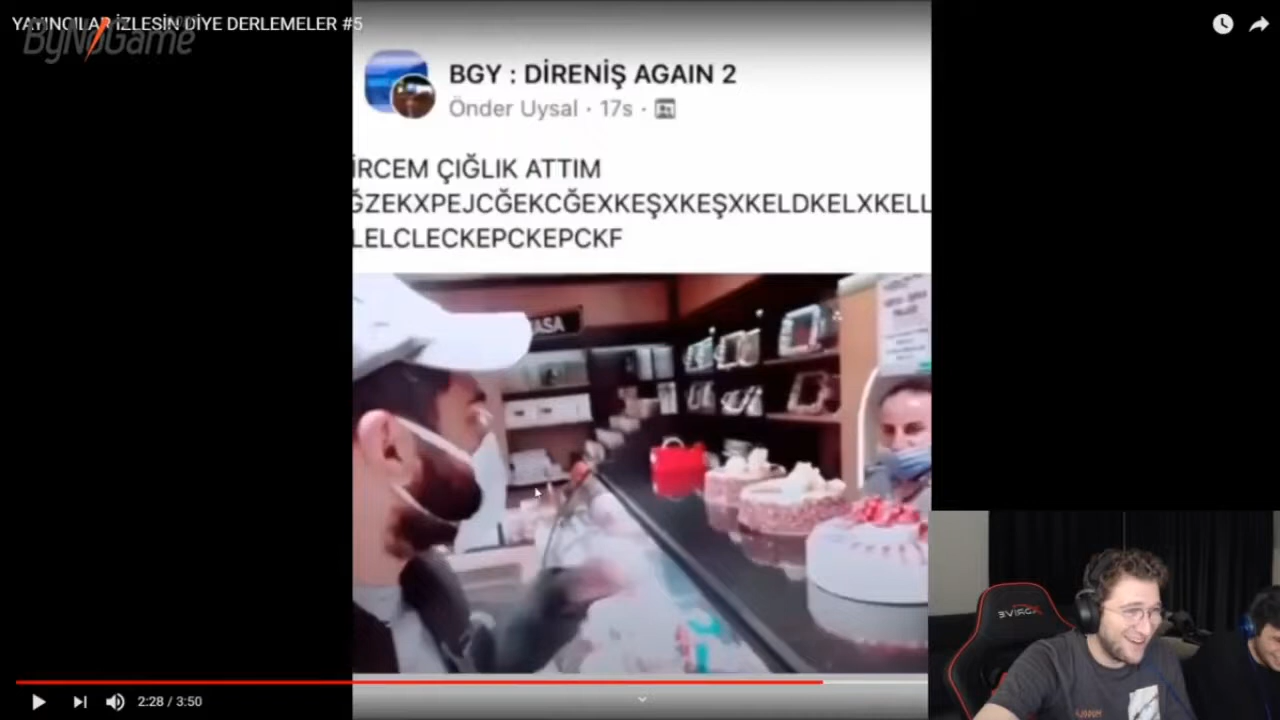 YAYINCILAR İZLESİN DİYE DERLEMELER #5
ByNoGame
BGY : DİRENİŞ AGAIN 2
Önder Uysal · 17s ·
İRCEM ÇIĞLIK ATTIM
ĞZEKXPEJCĞEKCĞEXKEŞXKEŞXKELDKELXKELL
LELCLECKEPCKEPCKF
ASA
2:28 / 3:50